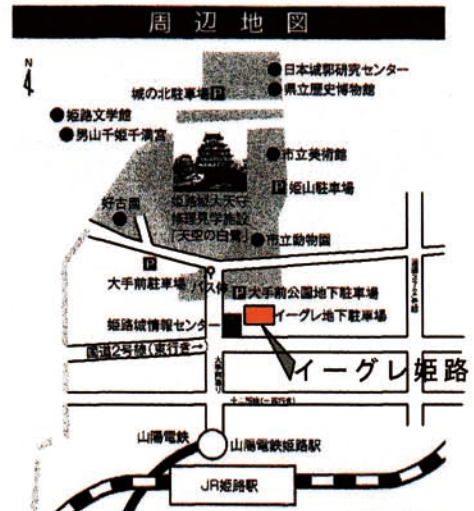 周辺地図
N
日本城郭研究センター
城の北駐車場 P
県立歴史博物館
姫路文学館
男山千姫千満宮
市立美術館
P 姫山駐車場
姫路城大天守
修理見学施設
「天空の白鷺」
好古園
市立動物園
P
大手前駐車場
バス停
P 大手前公園地下駐車場
イーグレ地下駐車場
姫路城情報センター
国道2号線(東行き→)
イーグレ姫路
山陽電鉄
山陽電鉄姫路駅
JR姫路駅